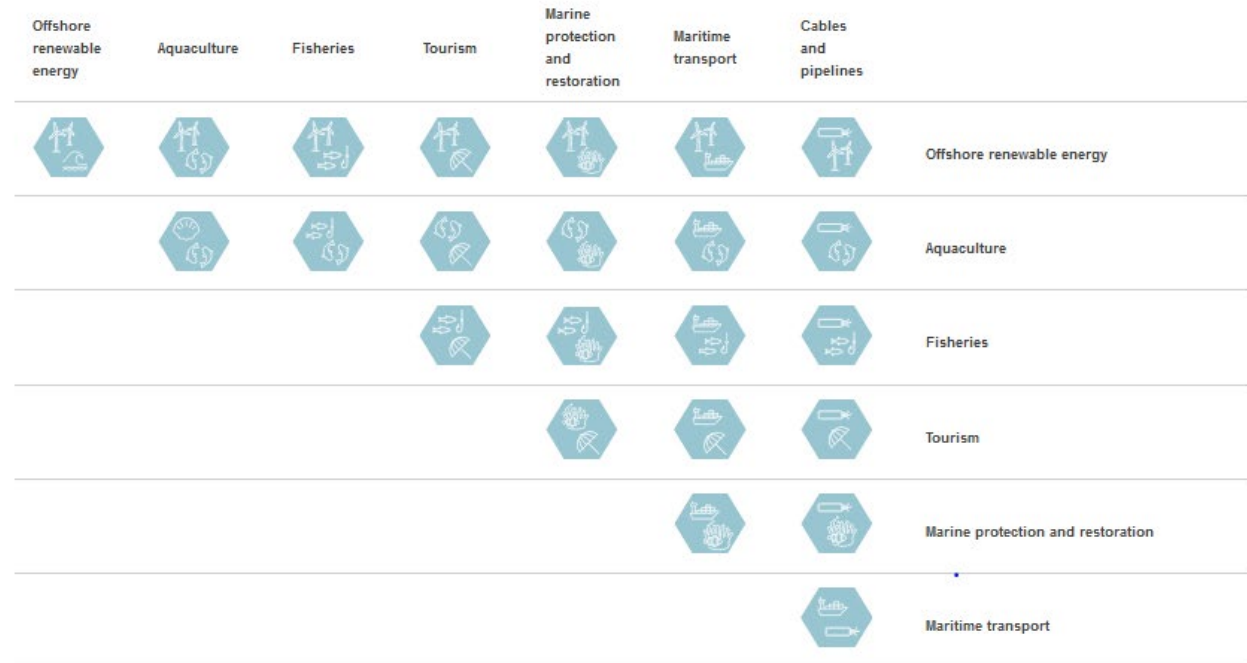 Offshore
renewable
energy
Aquaculture
Fisheries
Tourism
Marine
protection
and
restoration
Maritime
transport
Cables
and
pipelines
Offshore renewable energy
Aquaculture
Fisheries
Tourism
Marine protection and restoration
Maritime transport